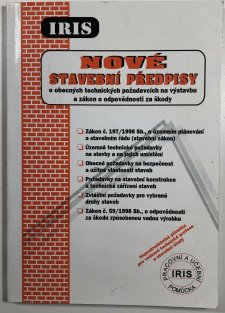 IRIS
NOVÉ
STAVEBNÍ PŘEDPISY
o obecných technických požadavcích na výstavbu
a zákon o odpovědnosti za škody
Zákon č. 197/1998 Sb., o územním plánování
a stavebním řádu (stavební zákon)
Územně technické požadavky
na stavby a na jejich umístění
Obecné požadavky na bezpečnost
a užitné vlastnosti staveb
Požadavky na stavební konstrukce
a technická zařízení staveb
Zvláštní požadavky pro vybrané
druhy staveb
Zákon č. 59/1998 Sb., o odpovědnosti
za škodu způsobenou vadou výrobku
PRACOVNÍ A UČEBNÍ
IRIS
POMŮCKA